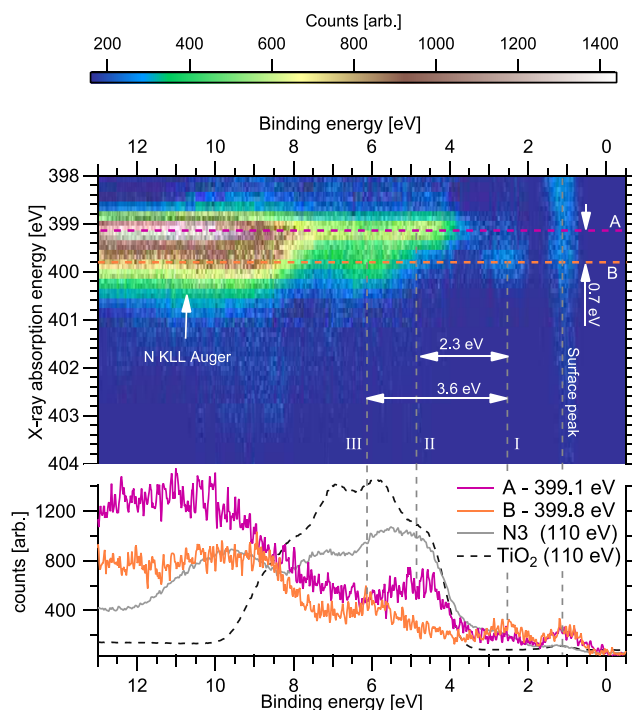 Counts [arb.]
200 400 600 800 1000 1200 1400
Binding energy [eV]
12 10 8 6 4 2 0
X-ray absorption energy [eV]
398
399
400
401
402
403
404
A
B
0.7 eV
N KLL Auger
2.3 eV
3.6 eV
Surface peak
III II I
counts [arb.]
1200
800
400
A - 399.1 eV
B - 399.8 eV
N3 (110 eV)
TiO₂ (110 eV)
12 10 8 6 4 2 0
Binding energy [eV]